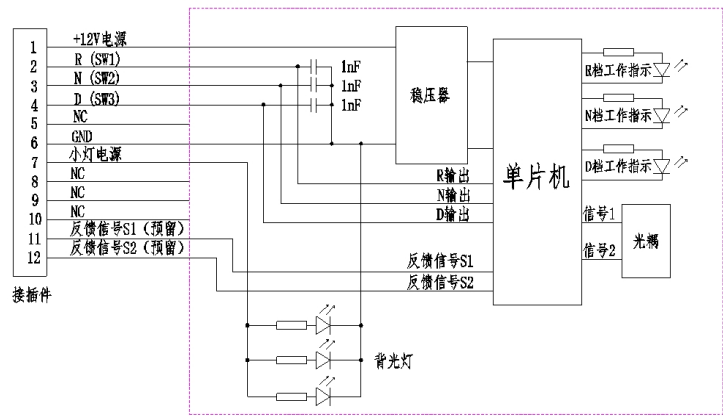 1 +12V电源
2 R (SW1) 1nF
3 N (SW2) 1nF
4 D (SW3) 1nF
5 NC
6 GND
7 小灯电源
8 NC
9 NC
10 NC
11 反馈信号S1(预留)
12 反馈信号S2(预留)
接插件
稳压器
单片机
R输出
N输出
D输出
反馈信号S1
反馈信号S2
R档工作指示
N档工作指示
D档工作指示
信号1
信号2
光耦
背光灯